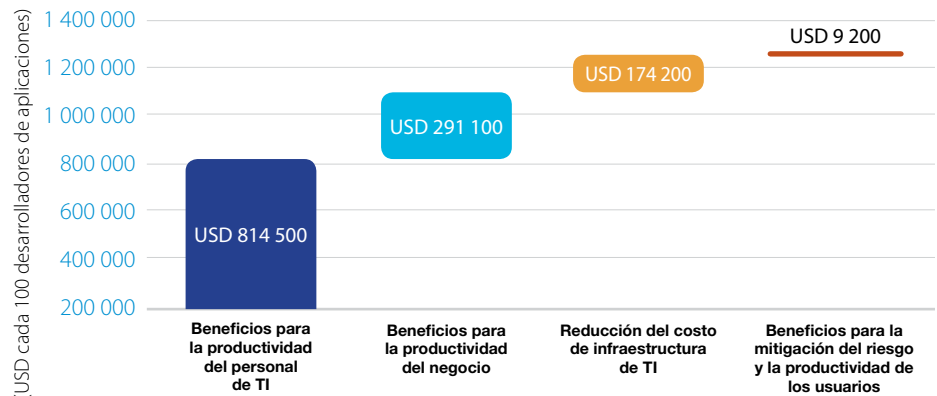 (USD cada 100 desarrolladores de aplicaciones)
1 400 000
1 200 000
1 000 000
800 000
600 000
400 000
200 000
USD 814 500
USD 291 100
USD 174 200
USD 9 200
Beneficios para
la productividad
del personal
de TI
Beneficios para
la productividad
del negocio
Reducción del costo
de infraestructura
de TI
Beneficios para la
mitigación del riesgo
y la productividad de
los usuarios